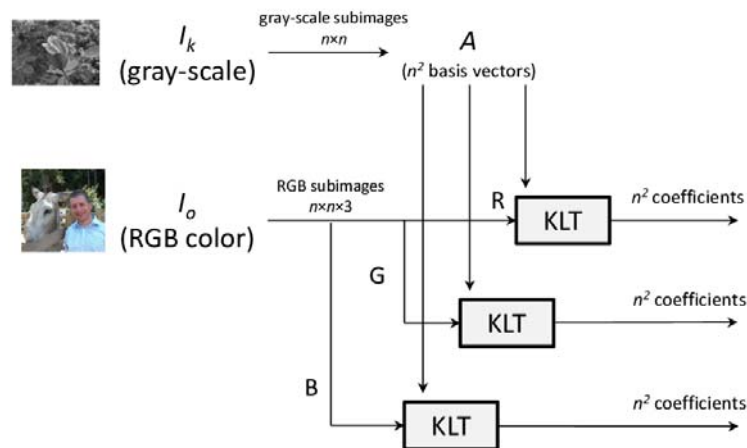 I_k
(gray-scale)
gray-scale subimages
n×n
A
(n² basis vectors)
I_o
(RGB color)
RGB subimages
n×n×3
R
KLT
n² coefficients
G
KLT
n² coefficients
B
KLT
n² coefficients